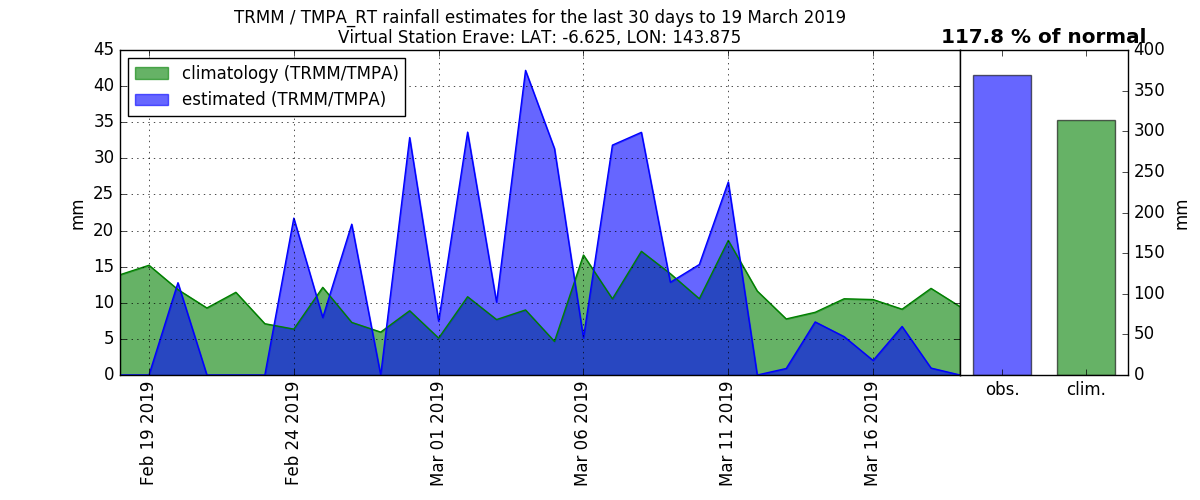 TRMM / TMPA_RT rainfall estimates for the last 30 days to 19 March 2019
Virtual Station Erave: LAT: -6.625, LON: 143.875
117.8 % of normal
climatology (TRMM/TMPA)
estimated (TRMM/TMPA)
mm
45
40
35
30
25
20
15
10
5
0
Feb 19 2019
Feb 24 2019
Mar 01 2019
Mar 06 2019
Mar 11 2019
Mar 16 2019
obs.
clim.
400
350
300
250
200
150
100
50
0
mm